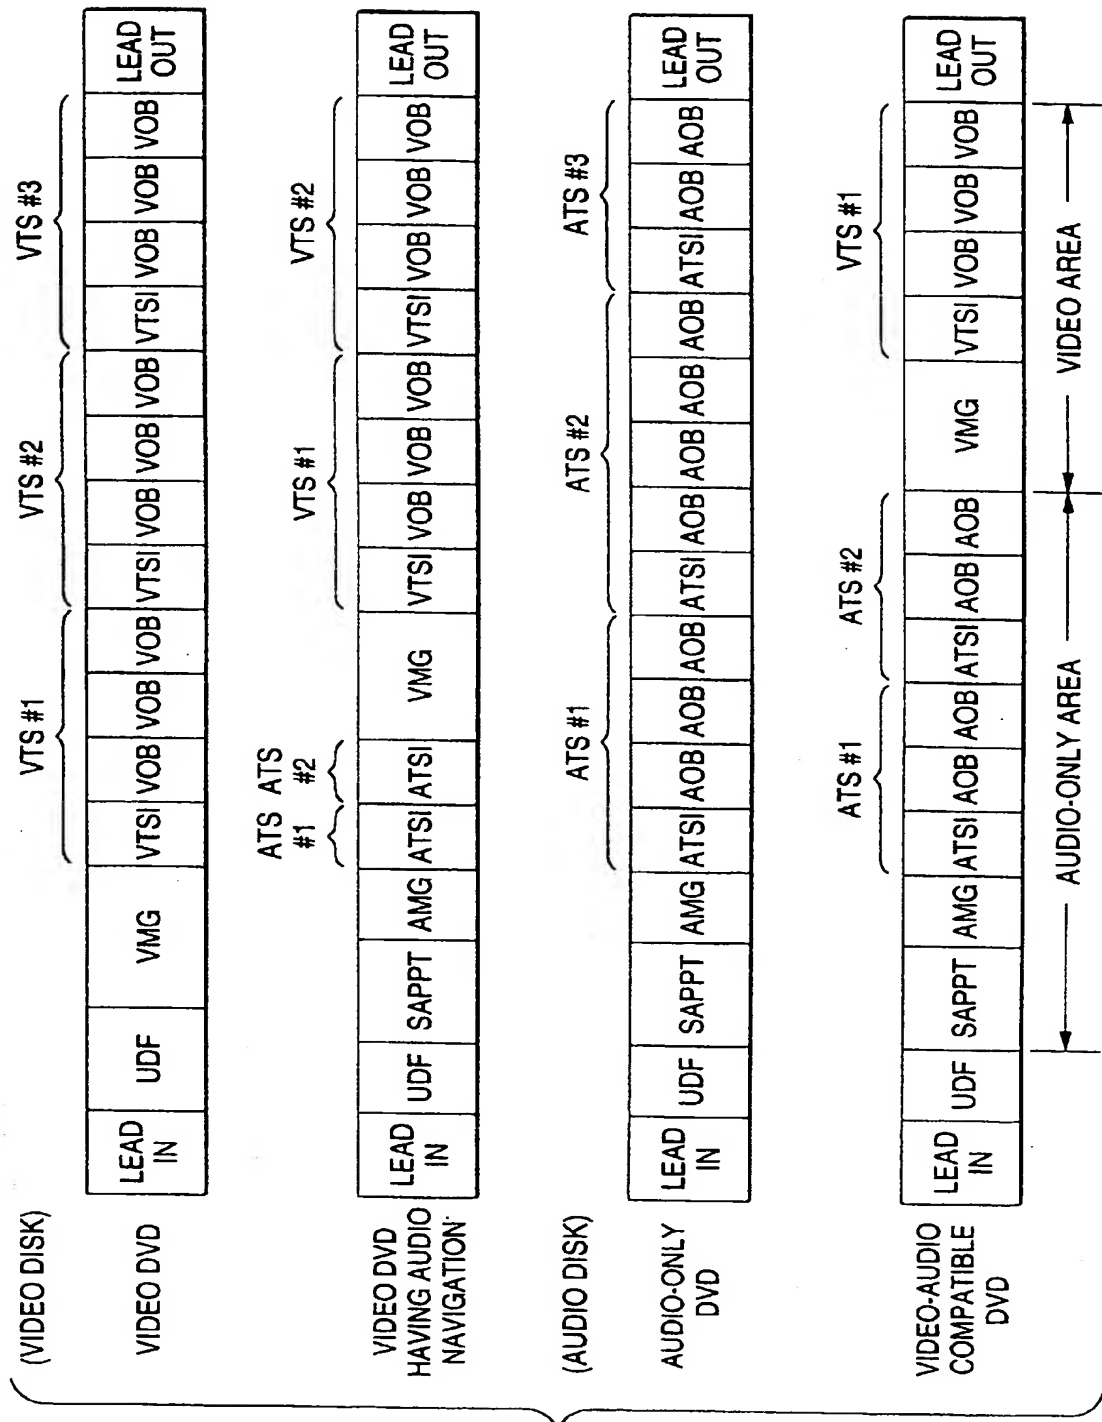 (VIDEO DISK)
VTS #1 VTS #2 VTS #3
VIDEO DVD
LEAD IN UDF VMG VTSI VOB VOB VOB VTSI VOB VOB VOB VTSI VOB VOB VOB LEAD OUT
ATS #1 ATS #2 VTS #1 VTS #2
VIDEO DVD
HAVING AUDIO
NAVIGATION
LEAD IN UDF SAPPT AMG ATSI ATSI VMG VTSI VOB VOB VOB VTSI VOB VOB VOB LEAD OUT
(AUDIO DISK)
ATS #1 ATS #2 ATS #3
AUDIO-ONLY
DVD
LEAD IN UDF SAPPT AMG ATSI AOB AOB AOB ATSI AOB AOB AOB AOB ATSI AOB AOB LEAD OUT
ATS #1 ATS #2 VTS #1
VIDEO-AUDIO
COMPATIBLE
DVD
LEAD IN UDF SAPPT AMG ATSI AOB AOB ATSI AOB AOB VMG VTSI VOB VOB VOB LEAD OUT
AUDIO-ONLY AREA VIDEO AREA